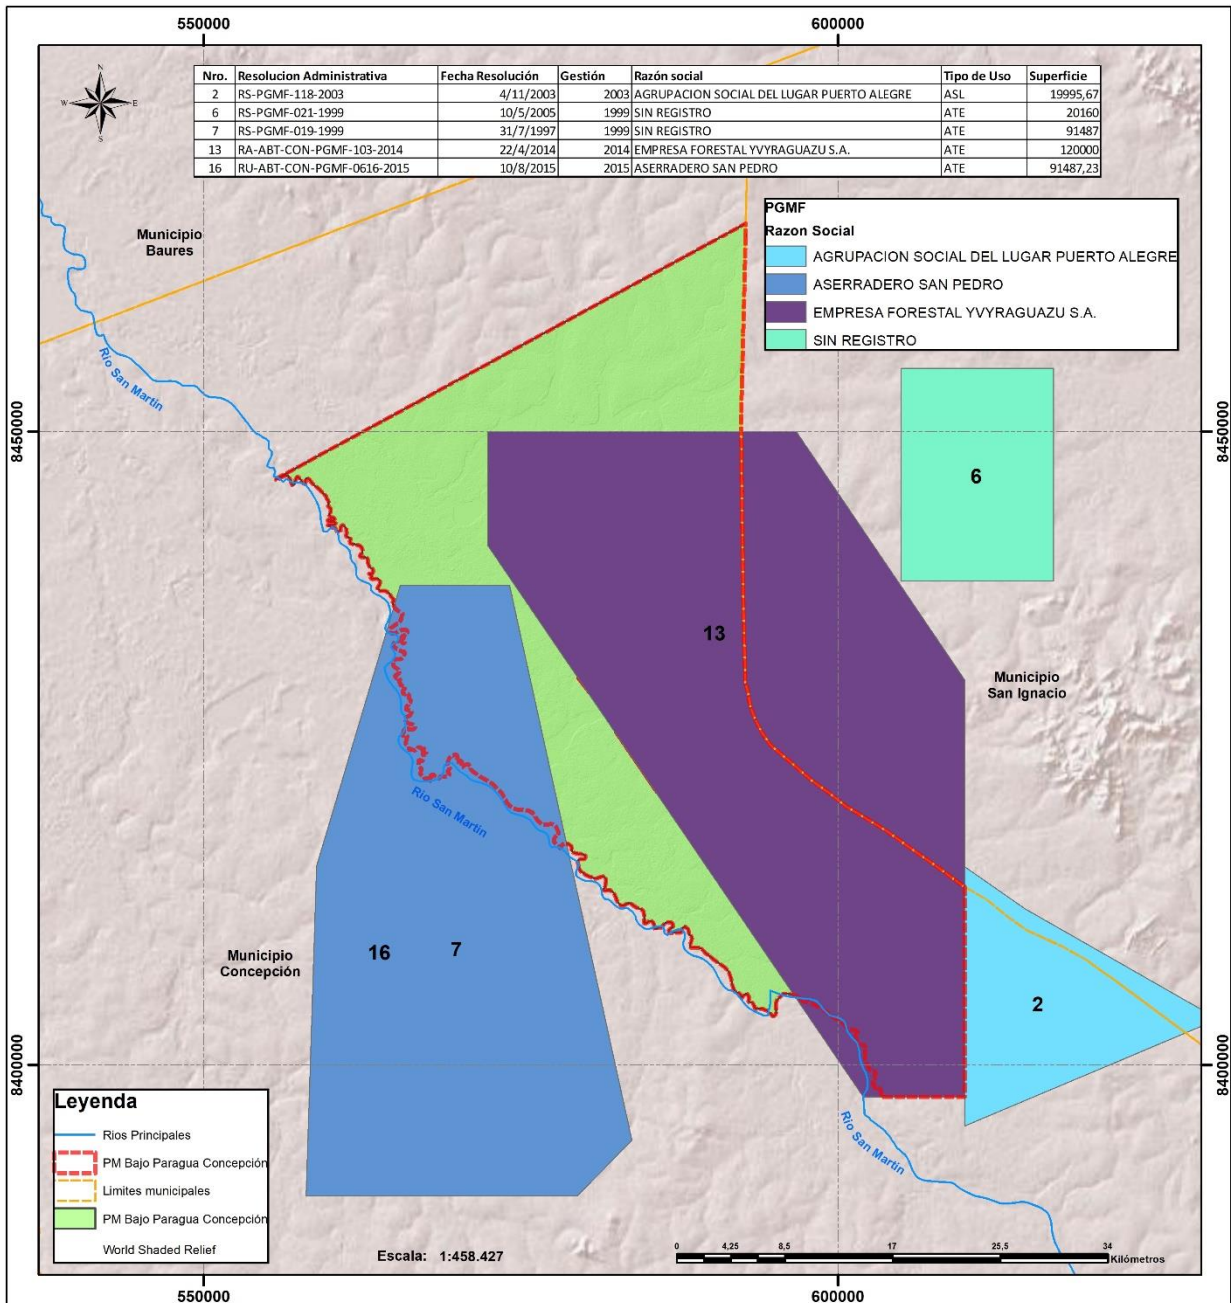 550000
600000
N
W
E
S
Nro. Resolucion Administrativa Fecha Resolución Gestión Razón social Tipo de Uso Superficie
2 RS-PGMF-118-2003 4/11/2003 2003 AGRUPACION SOCIAL DEL LUGAR PUERTO ALEGRE ASL 19995,67
6 RS-PGMF-021-1999 10/5/2005 1999 SIN REGISTRO ATE 20160
7 RS-PGMF-019-1999 31/7/1997 1999 SIN REGISTRO ATE 91487
13 RA-ABT-CON-PGMF-103-2014 22/4/2014 2014 EMPRESA FORESTAL YVYRAGUAZU S.A. ATE 120000
16 RU-ABT-CON-PGMF-0616-2015 10/8/2015 2015 ASERRADERO SAN PEDRO ATE 91487,23
PGMF
Razon Social
AGRUPACION SOCIAL DEL LUGAR PUERTO ALEGRE
ASERRADERO SAN PEDRO
EMPRESA FORESTAL YVYRAGUAZU S.A.
SIN REGISTRO
Municipio
Baures
Rio San Martin
8450000
8450000
6
13
Municipio
San Ignacio
Rio San Martin
16
7
Municipio
Concepción
2
8400000
8400000
Rio San Martin
Leyenda
Rios Principales
PM Bajo Paragua Concepción
Limites municipales
PM Bajo Paragua Concepción
World Shaded Relief
Escala: 1:458.427
0 4,25 8,5 17 25,5 34
Kilómetros
550000
600000